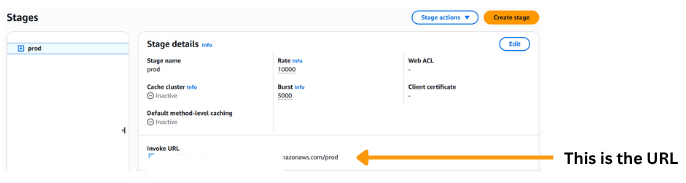 Stages
Stage actions
Create stage
prod
Stage details Info
Edit
Stage name
prod
Rate Info
10000
Web ACL
-
Cache cluster Info
Inactive
Burst Info
5000
Client certificate
-
Default method-level caching
Inactive
Invoke URL
mazonaws.com/prod
This is the URL